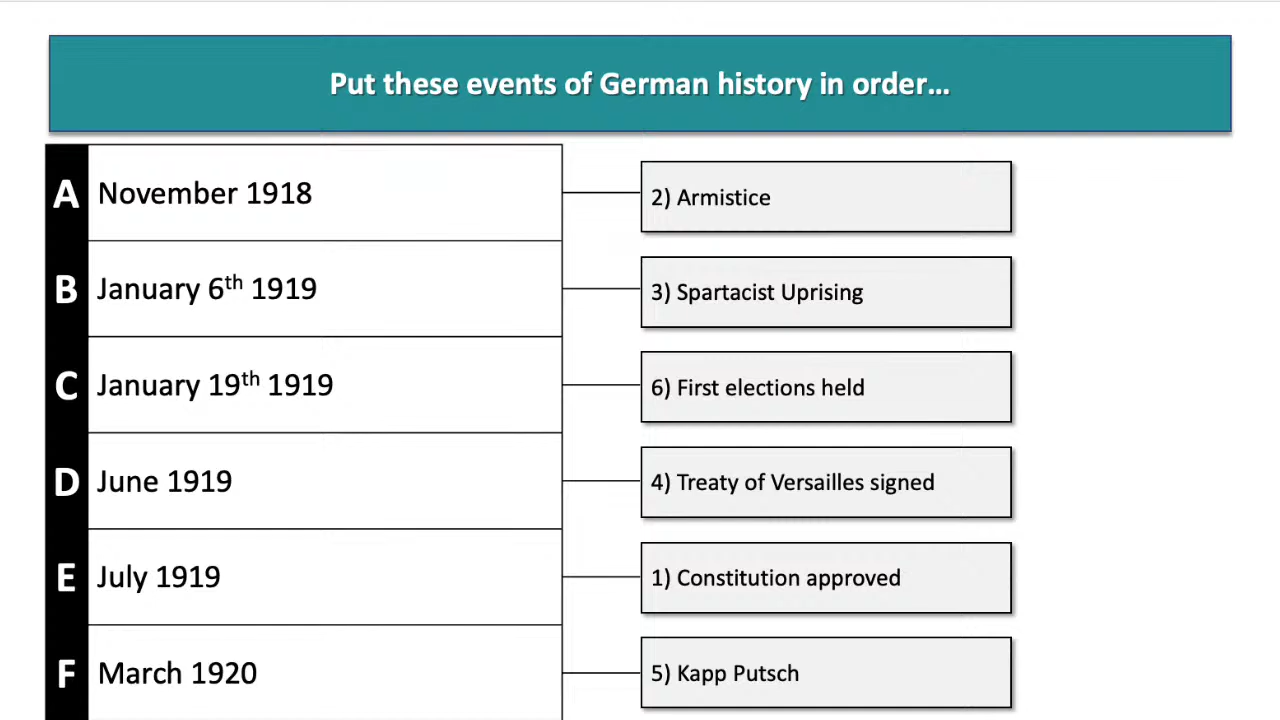 Put these events of German history in order...
A November 1918
2) Armistice
B January 6th 1919
3) Spartacist Uprising
C January 19th 1919
6) First elections held
D June 1919
4) Treaty of Versailles signed
E July 1919
1) Constitution approved
F March 1920
5) Kapp Putsch